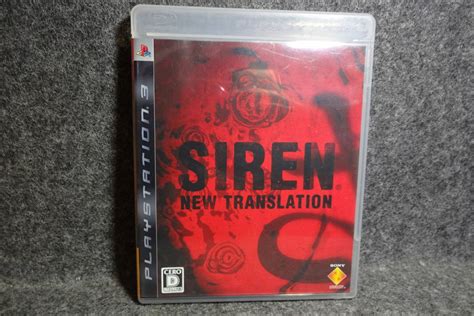 PLAYSTATION 3
SIREN
NEW TRANSLATION
CERO
D
SONY